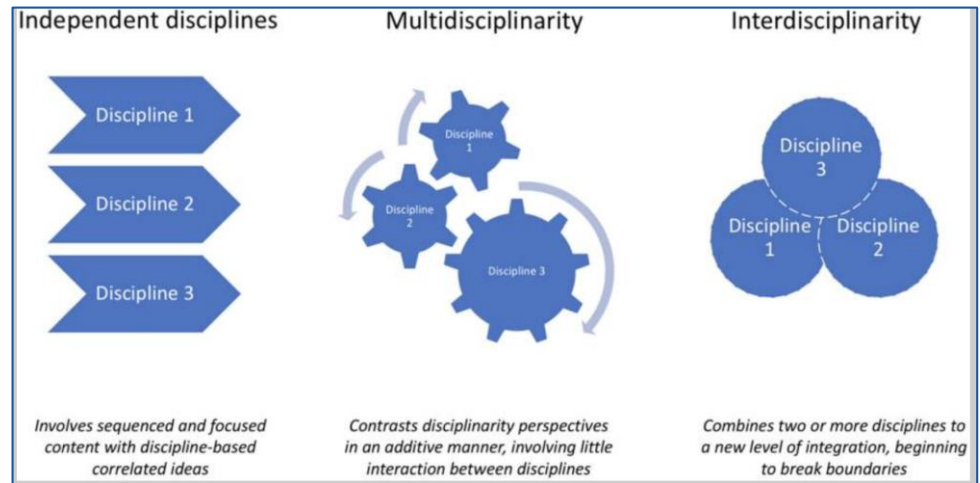 Independent disciplines
Discipline 1
Discipline 2
Discipline 3
Involves sequenced and focused
content with discipline-based
correlated ideas
Multidisciplinarity
Discipline
1
Discipline
2
Discipline 3
Contrasts disciplinarity perspectives
in an additive manner, involving little
interaction between disciplines
Interdisciplinarity
Discipline
3
Discipline
1
Discipline
2
Combines two or more disciplines to
a new level of integration, beginning
to break boundaries